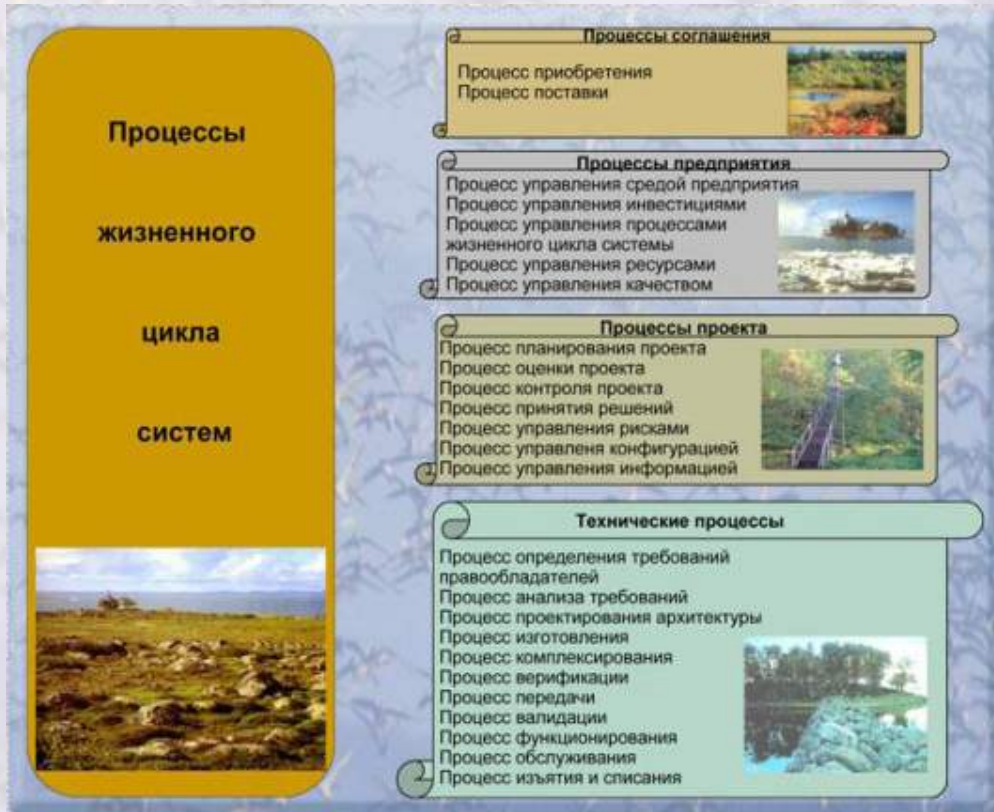 Процессы
жизненного
цикла
систем
Процессы соглашения
Процесс приобретения
Процесс поставки
Процессы предприятия
Процесс управления средой предприятия
Процесс управления инвестициями
Процесс управления процессами
жизненного цикла системы
Процесс управления ресурсами
Процесс управления качеством
Процессы проекта
Процесс планирования проекта
Процесс оценки проекта
Процесс контроля проекта
Процесс принятия решений
Процесс управления рисками
Процесс управленя конфигурацией
Процесс управления информацией
Технические процессы
Процесс определения требований
правообладателей
Процесс анализа требований
Процесс проектирования архитектуры
Процесс изготовления
Процесс комплексирования
Процесс верификации
Процесс передачи
Процесс валидации
Процесс функционирования
Процесс обслуживания
Процесс изъятия и списания